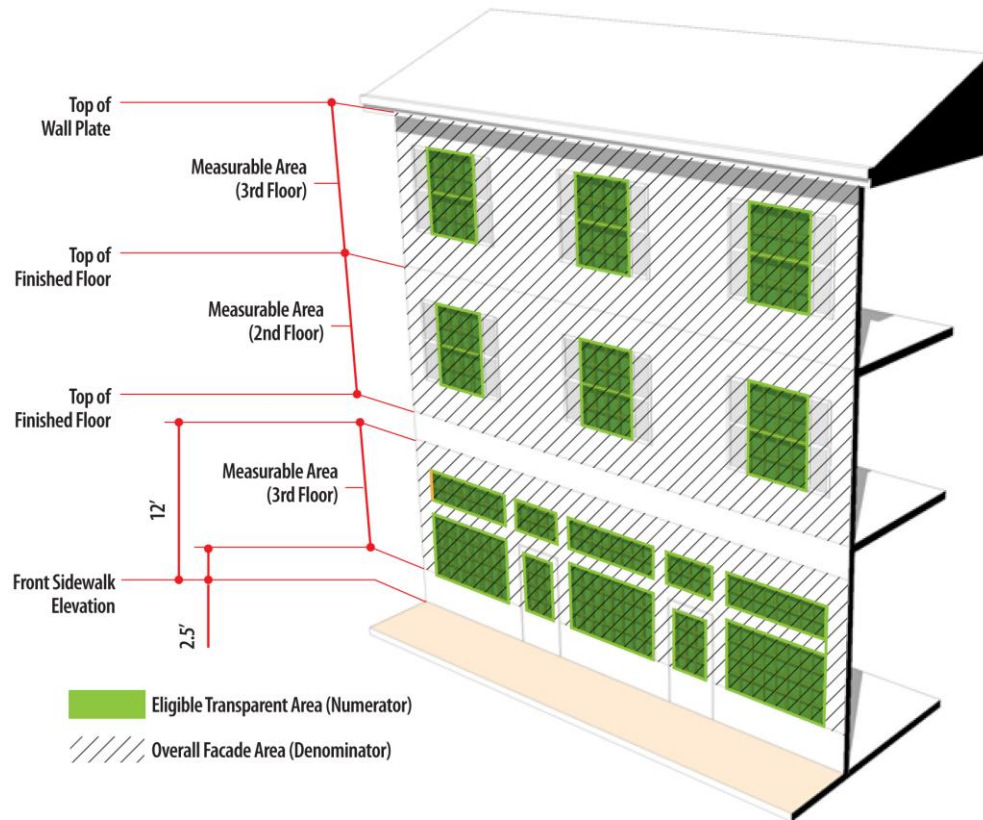 Top of
Wall Plate
Measurable Area
(3rd Floor)
Top of
Finished Floor
Measurable Area
(2nd Floor)
Top of
Finished Floor
Measurable Area
(3rd Floor)
12'
Front Sidewalk
Elevation
2.5'
Eligible Transparent Area (Numerator)
Overall Facade Area (Denominator)